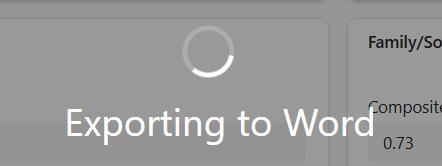 Family/So
Composite
Exporting to Word
0.73